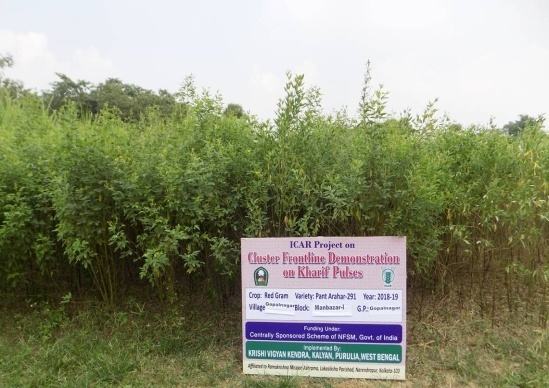 ICAR Project on
Cluster Frontline Demonstration
on Kharif Pulses
Crop: Red Gram Variety: Pant Arahar-291 Year: 2018-19
Village Gopalnagar Block: Manbazar-I G.P.: Gopalnagar
Funding Under:
Centrally Sponsored Scheme of NFSM, Govt. of India
Implemented By:
KRISHI VIGYAN KENDRA, KALYAN, PURULIA, WEST BENGAL
Affiliated to Ramakrishna Mission Ashrama, Lokasiksha Parishad, Narendrapur, Kolkata-103